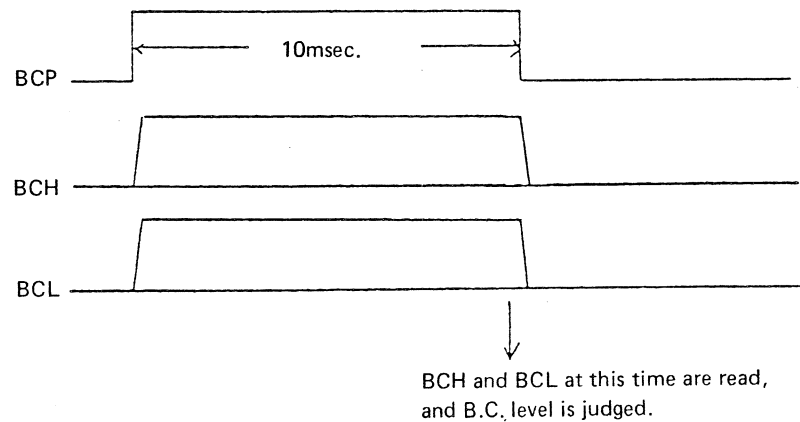 10msec.
BCP
BCH
BCL
BCH and BCL at this time are read,
and B.C. level is judged.